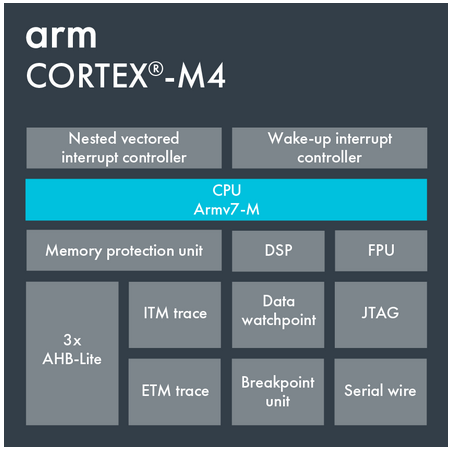 arm
CORTEX®-M4
Nested vectored
interrupt controller
Wake-up interrupt
controller
CPU
Armv7-M
Memory protection unit
DSP
FPU
3x
AHB-Lite
ITM trace
Data
watchpoint
JTAG
ETM trace
Breakpoint
unit
Serial wire